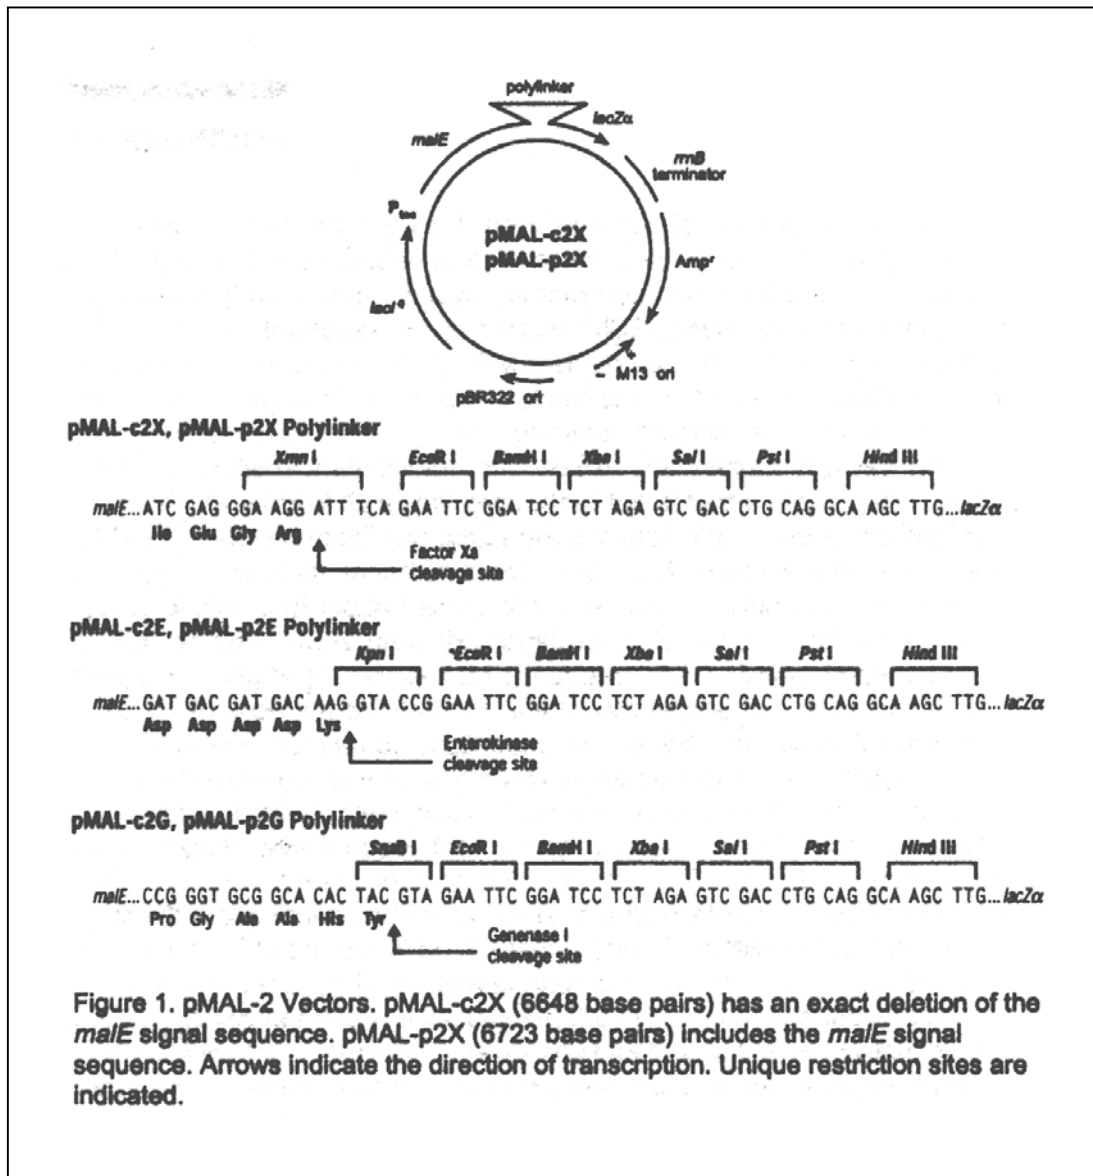 polylinker
lacZα
malE
rrnB
terminator
Ptac
pMAL-c2X
pMAL-p2X
Ampʳ
lacIq
+
− M13 ori
pBR322 ori
pMAL-c2X, pMAL-p2X Polylinker
Xmn I EcoR I BamH I Xba I Sal I Pst I Hind III
malE...ATC GAG GGA AGG ATT TCA GAA TTC GGA TCC TCT AGA GTC GAC CTG CAG GCA AGC TTG...lacZα
Ile Glu Gly Arg
Factor Xa
cleavage site
pMAL-c2E, pMAL-p2E Polylinker
Kpn I EcoR I BamH I Xba I Sal I Pst I Hind III
malE...GAT GAC GAT GAC AAG GTA CCG GAA TTC GGA TCC TCT AGA GTC GAC CTG CAG GCA AGC TTG...lacZα
Asp Asp Asp Asp Lys
Enterokinase
cleavage site
pMAL-c2G, pMAL-p2G Polylinker
SnaB I EcoR I BamH I Xba I Sal I Pst I Hind III
malE...CCG GGT GCG GCA CAC TAC GTA GAA TTC GGA TCC TCT AGA GTC GAC CTG CAG GCA AGC TTG...lacZα
Pro Gly Ala Ala His Tyr
Genenase I
cleavage site
Figure 1. pMAL-2 Vectors. pMAL-c2X (6648 base pairs) has an exact deletion of the
malE signal sequence. pMAL-p2X (6723 base pairs) includes the malE signal
sequence. Arrows indicate the direction of transcription. Unique restriction sites are
indicated.